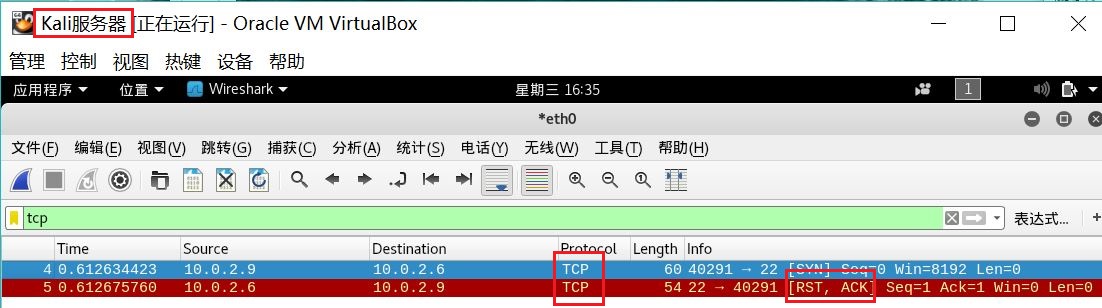 Kali服务器 [正在运行] - Oracle VM VirtualBox
管理 控制 视图 热键 设备 帮助
应用程序 位置 Wireshark 星期三 16:35 1
*eth0
文件(F) 编辑(E) 视图(V) 跳转(G) 捕获(C) 分析(A) 统计(S) 电话(Y) 无线(W) 工具(T) 帮助(H)
tcp 表达式… +
Time Source Destination Protocol Length Info
4 0.612634423 10.0.2.9 10.0.2.6 TCP 60 40291 → 22 [SYN] Seq=0 Win=8192 Len=0
5 0.612675760 10.0.2.6 10.0.2.9 TCP 54 22 → 40291 [RST, ACK] Seq=1 Ack=1 Win=0 Len=0